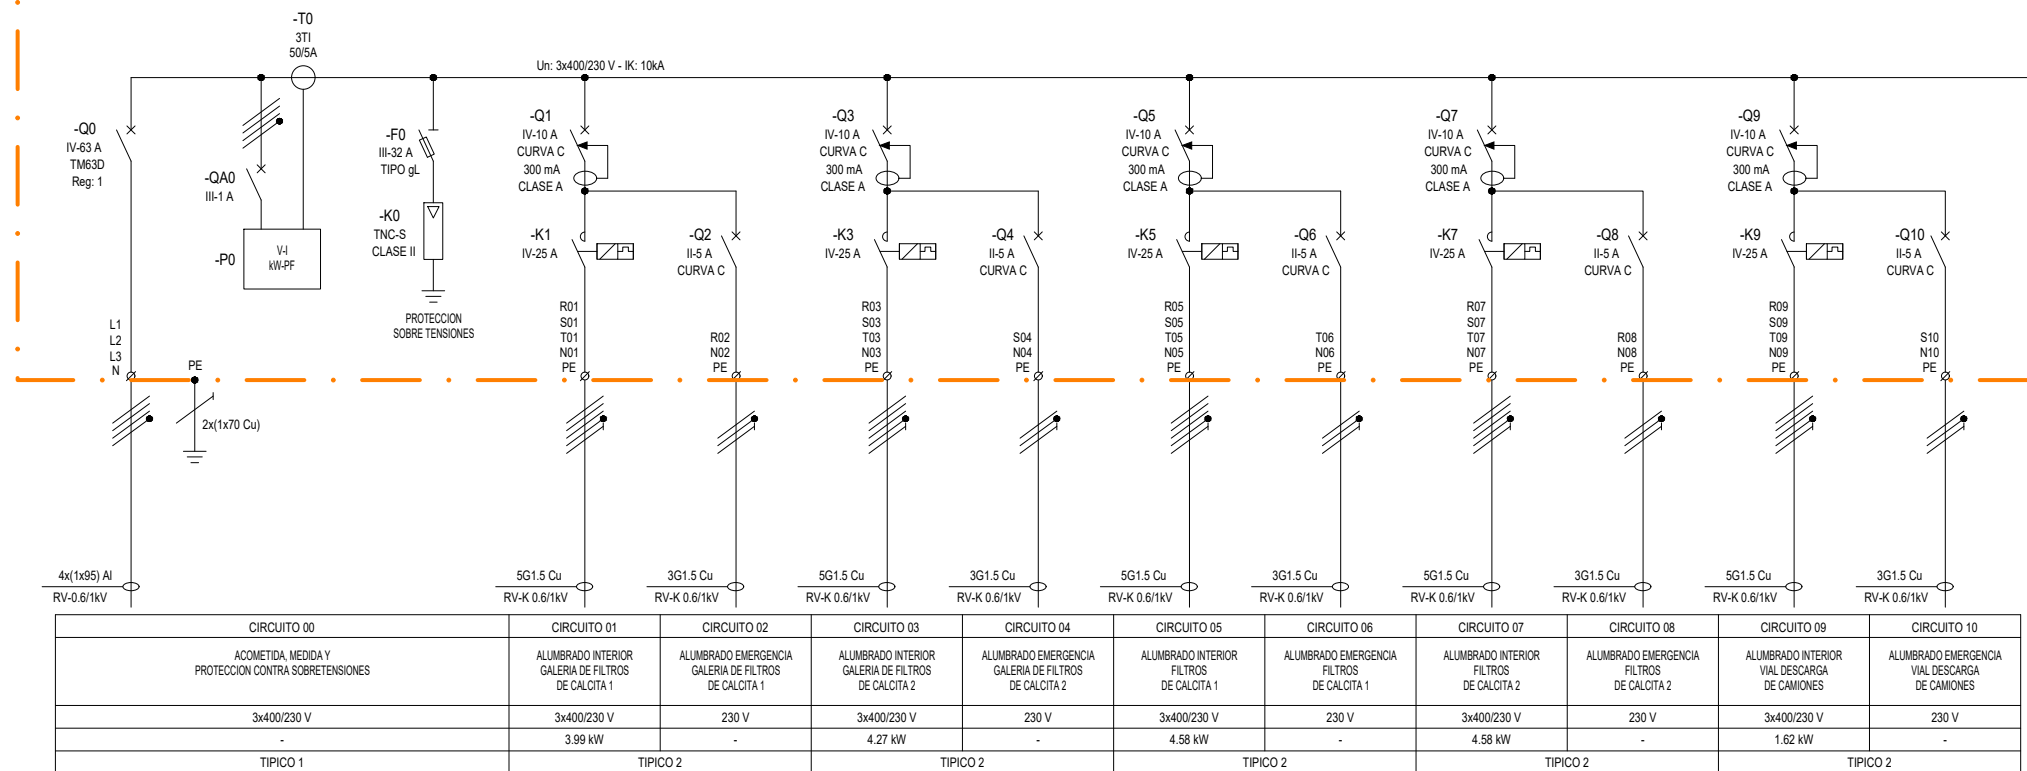 -T0
3TI
50/5A
Un: 3x400/230 V - IK: 10kA
-Q0
IV-63 A
TM63D
Reg: 1
-QA0
III-1 A
-P0
V-I
kW-PF
-F0
III-32 A
TIPO gL
-K0
TNC-S
CLASE II
PROTECCION
SOBRE TENSIONES
-Q1
IV-10 A
CURVA C
300 mA
CLASE A
-K1
IV-25 A
-Q2
II-5 A
CURVA C
-Q3
IV-10 A
CURVA C
300 mA
CLASE A
-K3
IV-25 A
-Q4
II-5 A
CURVA C
-Q5
IV-10 A
CURVA C
300 mA
CLASE A
-K5
IV-25 A
-Q6
II-5 A
CURVA C
-Q7
IV-10 A
CURVA C
300 mA
CLASE A
-K7
IV-25 A
-Q8
II-5 A
CURVA C
-Q9
IV-10 A
CURVA C
300 mA
CLASE A
-K9
IV-25 A
-Q10
II-5 A
CURVA C
L1
L2
L3
N
PE
2x(1x70 Cu)
R01
S01
T01
N01
PE
R02
N02
PE
R03
S03
T03
N03
PE
S04
N04
PE
R05
S05
T05
N05
PE
T06
N06
PE
R07
S07
T07
N07
PE
R08
N08
PE
R09
S09
T09
N09
PE
S10
N10
PE
4x(1x95) Al
RV-0.6/1kV
5G1.5 Cu
RV-K 0.6/1kV
3G1.5 Cu
RV-K 0.6/1kV
5G1.5 Cu
RV-K 0.6/1kV
3G1.5 Cu
RV-K 0.6/1kV
5G1.5 Cu
RV-K 0.6/1kV
3G1.5 Cu
RV-K 0.6/1kV
5G1.5 Cu
RV-K 0.6/1kV
3G1.5 Cu
RV-K 0.6/1kV
5G1.5 Cu
RV-K 0.6/1kV
3G1.5 Cu
RV-K 0.6/1kV
CIRCUITO 00
ACOMETIDA, MEDIDA Y
PROTECCION CONTRA SOBRETENSIONES
3x400/230 V
-
TIPICO 1
CIRCUITO 01
ALUMBRADO INTERIOR
GALERIA DE FILTROS
DE CALCITA 1
3x400/230 V
3.99 kW
CIRCUITO 02
ALUMBRADO EMERGENCIA
GALERIA DE FILTROS
DE CALCITA 1
230 V
-
TIPICO 2
CIRCUITO 03
ALUMBRADO INTERIOR
GALERIA DE FILTROS
DE CALCITA 2
3x400/230 V
4.27 kW
CIRCUITO 04
ALUMBRADO EMERGENCIA
GALERIA DE FILTROS
DE CALCITA 2
230 V
-
TIPICO 2
CIRCUITO 05
ALUMBRADO INTERIOR
FILTROS
DE CALCITA 1
3x400/230 V
4.58 kW
CIRCUITO 06
ALUMBRADO EMERGENCIA
FILTROS
DE CALCITA 1
230 V
-
TIPICO 2
CIRCUITO 07
ALUMBRADO INTERIOR
FILTROS
DE CALCITA 2
3x400/230 V
4.58 kW
CIRCUITO 08
ALUMBRADO EMERGENCIA
FILTROS
DE CALCITA 2
230 V
-
TIPICO 2
CIRCUITO 09
ALUMBRADO INTERIOR
VIAL DESCARGA
DE CAMIONES
3x400/230 V
1.62 kW
CIRCUITO 10
ALUMBRADO EMERGENCIA
VIAL DESCARGA
DE CAMIONES
230 V
-
TIPICO 2